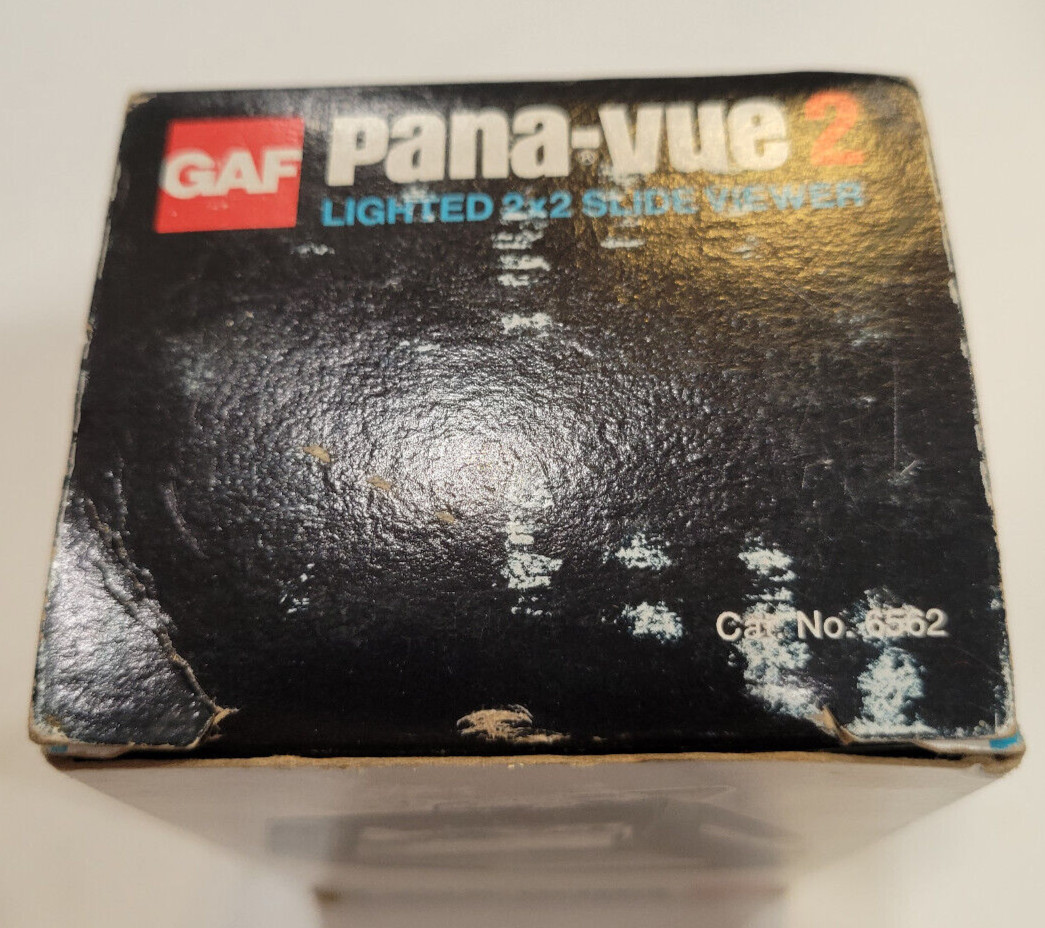 GAF
pana-vue® 2
LIGHTED 2x2 SLIDE VIEWER
Cat. No. 6562